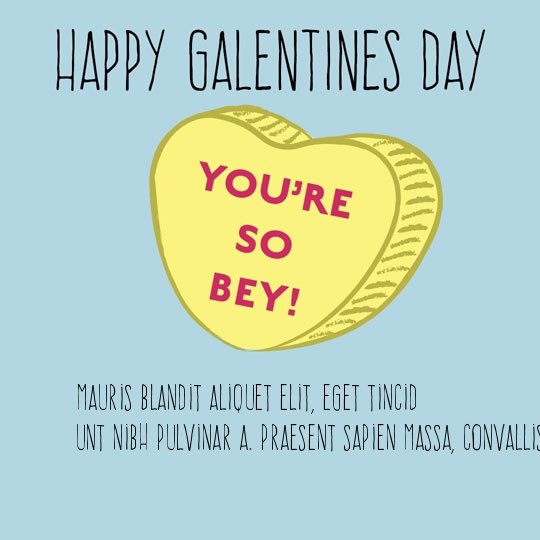 HAPPY GALENTINES DAY
YOU'RE
SO
BEY!
MAURIS BLANDIT ALIQUET ELIT, EGET TINCID
UNT NIBH PULVINAR A. PRAESENT SAPIEN MASSA, CONVALLIS